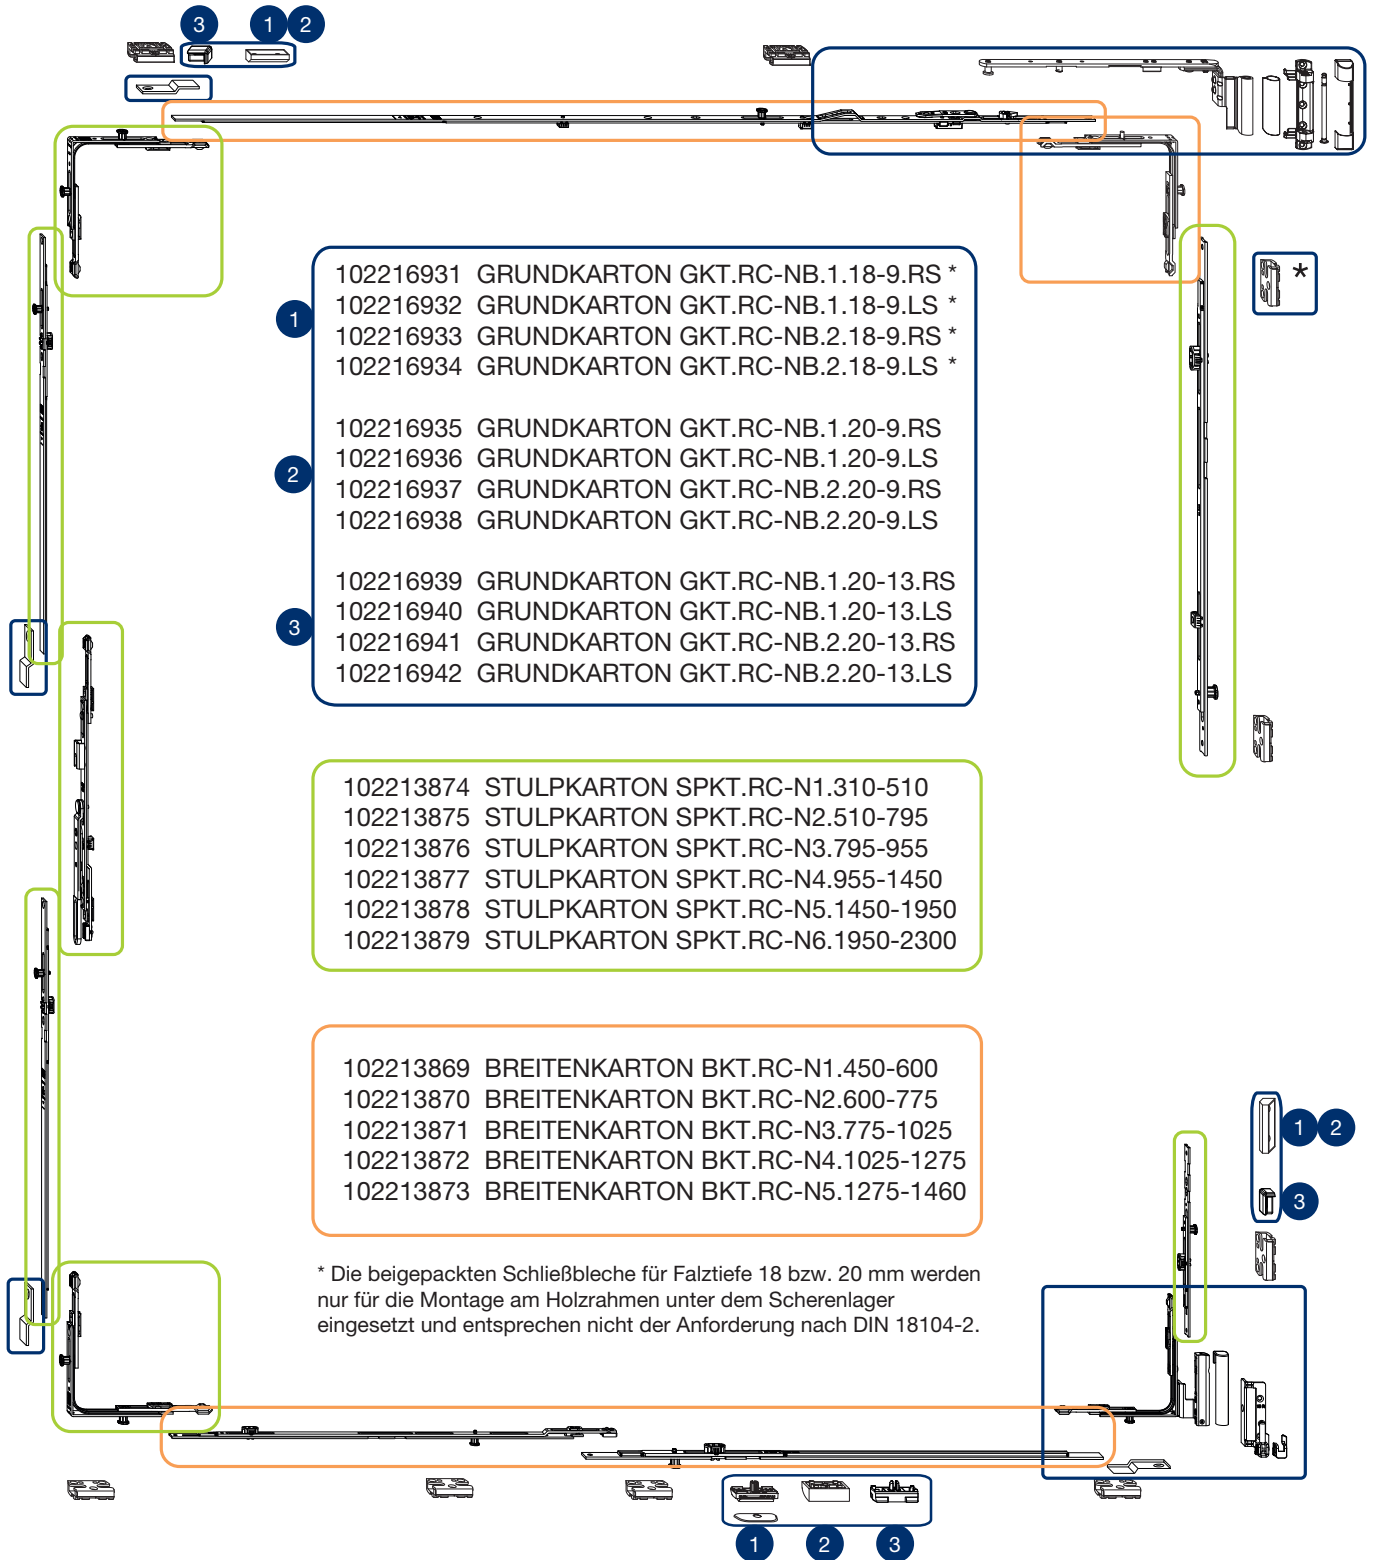 3 1 2
102216931 GRUNDKARTON GKT.RC-NB.1.18-9.RS *
102216932 GRUNDKARTON GKT.RC-NB.1.18-9.LS *
1
102216933 GRUNDKARTON GKT.RC-NB.2.18-9.RS *
102216934 GRUNDKARTON GKT.RC-NB.2.18-9.LS *
*
102216935 GRUNDKARTON GKT.RC-NB.1.20-9.RS
102216936 GRUNDKARTON GKT.RC-NB.1.20-9.LS
2
102216937 GRUNDKARTON GKT.RC-NB.2.20-9.RS
102216938 GRUNDKARTON GKT.RC-NB.2.20-9.LS
102216939 GRUNDKARTON GKT.RC-NB.1.20-13.RS
102216940 GRUNDKARTON GKT.RC-NB.1.20-13.LS
3
102216941 GRUNDKARTON GKT.RC-NB.2.20-13.RS
102216942 GRUNDKARTON GKT.RC-NB.2.20-13.LS
102213874 STULPKARTON SPKT.RC-N1.310-510
102213875 STULPKARTON SPKT.RC-N2.510-795
102213876 STULPKARTON SPKT.RC-N3.795-955
102213877 STULPKARTON SPKT.RC-N4.955-1450
102213878 STULPKARTON SPKT.RC-N5.1450-1950
102213879 STULPKARTON SPKT.RC-N6.1950-2300
102213869 BREITENKARTON BKT.RC-N1.450-600
102213870 BREITENKARTON BKT.RC-N2.600-775
102213871 BREITENKARTON BKT.RC-N3.775-1025
102213872 BREITENKARTON BKT.RC-N4.1025-1275
102213873 BREITENKARTON BKT.RC-N5.1275-1460
1 2
3
* Die beigepackten Schließbleche für Falztiefe 18 bzw. 20 mm werden
nur für die Montage am Holzrahmen unter dem Scherenlager
eingesetzt und entsprechen nicht der Anforderung nach DIN 18104-2.
1 2 3